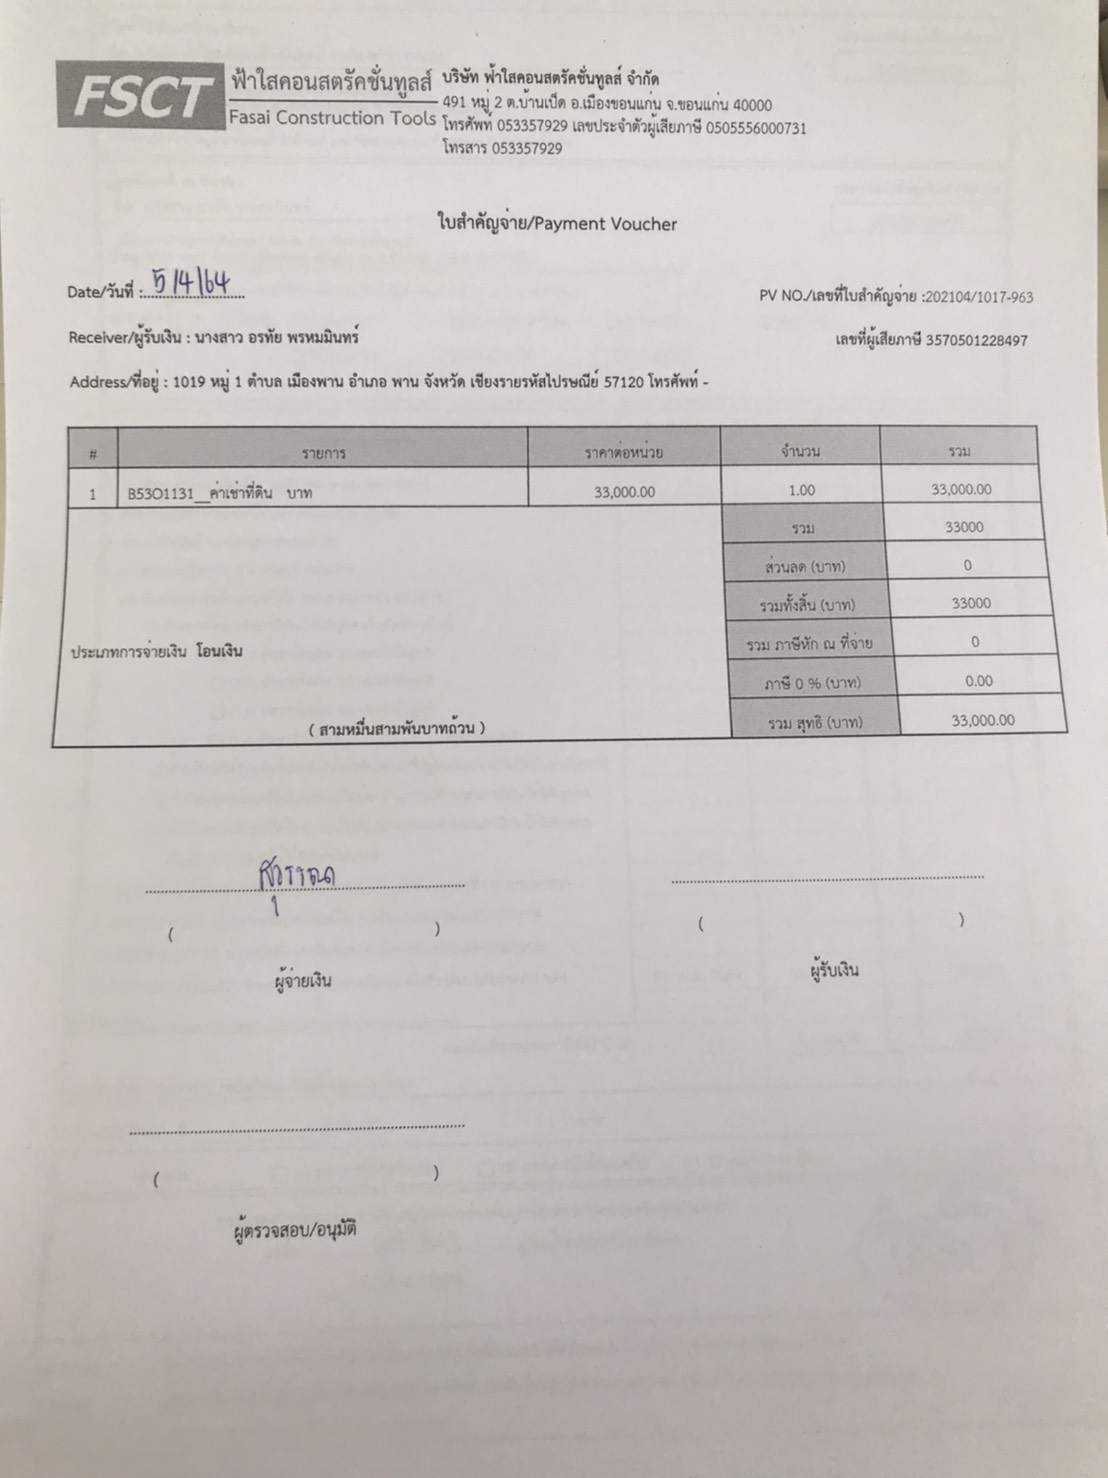 FSCT
ฟ้าใสคอนสตรัคชั่นทูลส์
Fasai Construction Tools
บริษัท ฟ้าใสคอนสตรัคชั่นทูลส์ จำกัด
491 หมู่ 2 ต.บ้านเป็ด อ.เมืองขอนแก่น จ.ขอนแก่น 40000
โทรศัพท์ 053357929 เลขประจำตัวผู้เสียภาษี 0505556000731
โทรสาร 053357929
ใบสำคัญจ่าย/Payment Voucher
Date/วันที่ : 5/4/64
PV NO./เลขที่ใบสำคัญจ่าย :202104/1017-963
Receiver/ผู้รับเงิน : นางสาว อรทัย พรหมมินทร์
เลขที่ผู้เสียภาษี 3570501228497
Address/ที่อยู่ : 1019 หมู่ 1 ตำบล เมืองพาน อำเภอ พาน จังหวัด เชียงรายรหัสไปรษณีย์ 57120 โทรศัพท์ -
# รายการ ราคาต่อหน่วย จำนวน รวม
1 B53O1131__ค่าเช่าที่ดิน บาท 33,000.00 1.00 33,000.00
รวม 33000
ส่วนลด (บาท) 0
รวมทั้งสิ้น (บาท) 33000
ประเภทการจ่ายเงิน โอนเงิน
รวม ภาษีหัก ณ ที่จ่าย 0
ภาษี 0 % (บาท) 0.00
( สามหมื่นสามพันบาทถ้วน )
รวม สุทธิ (บาท) 33,000.00
( )
( )
ผู้จ่ายเงิน
ผู้รับเงิน
( )
ผู้ตรวจสอบ/อนุมัติ